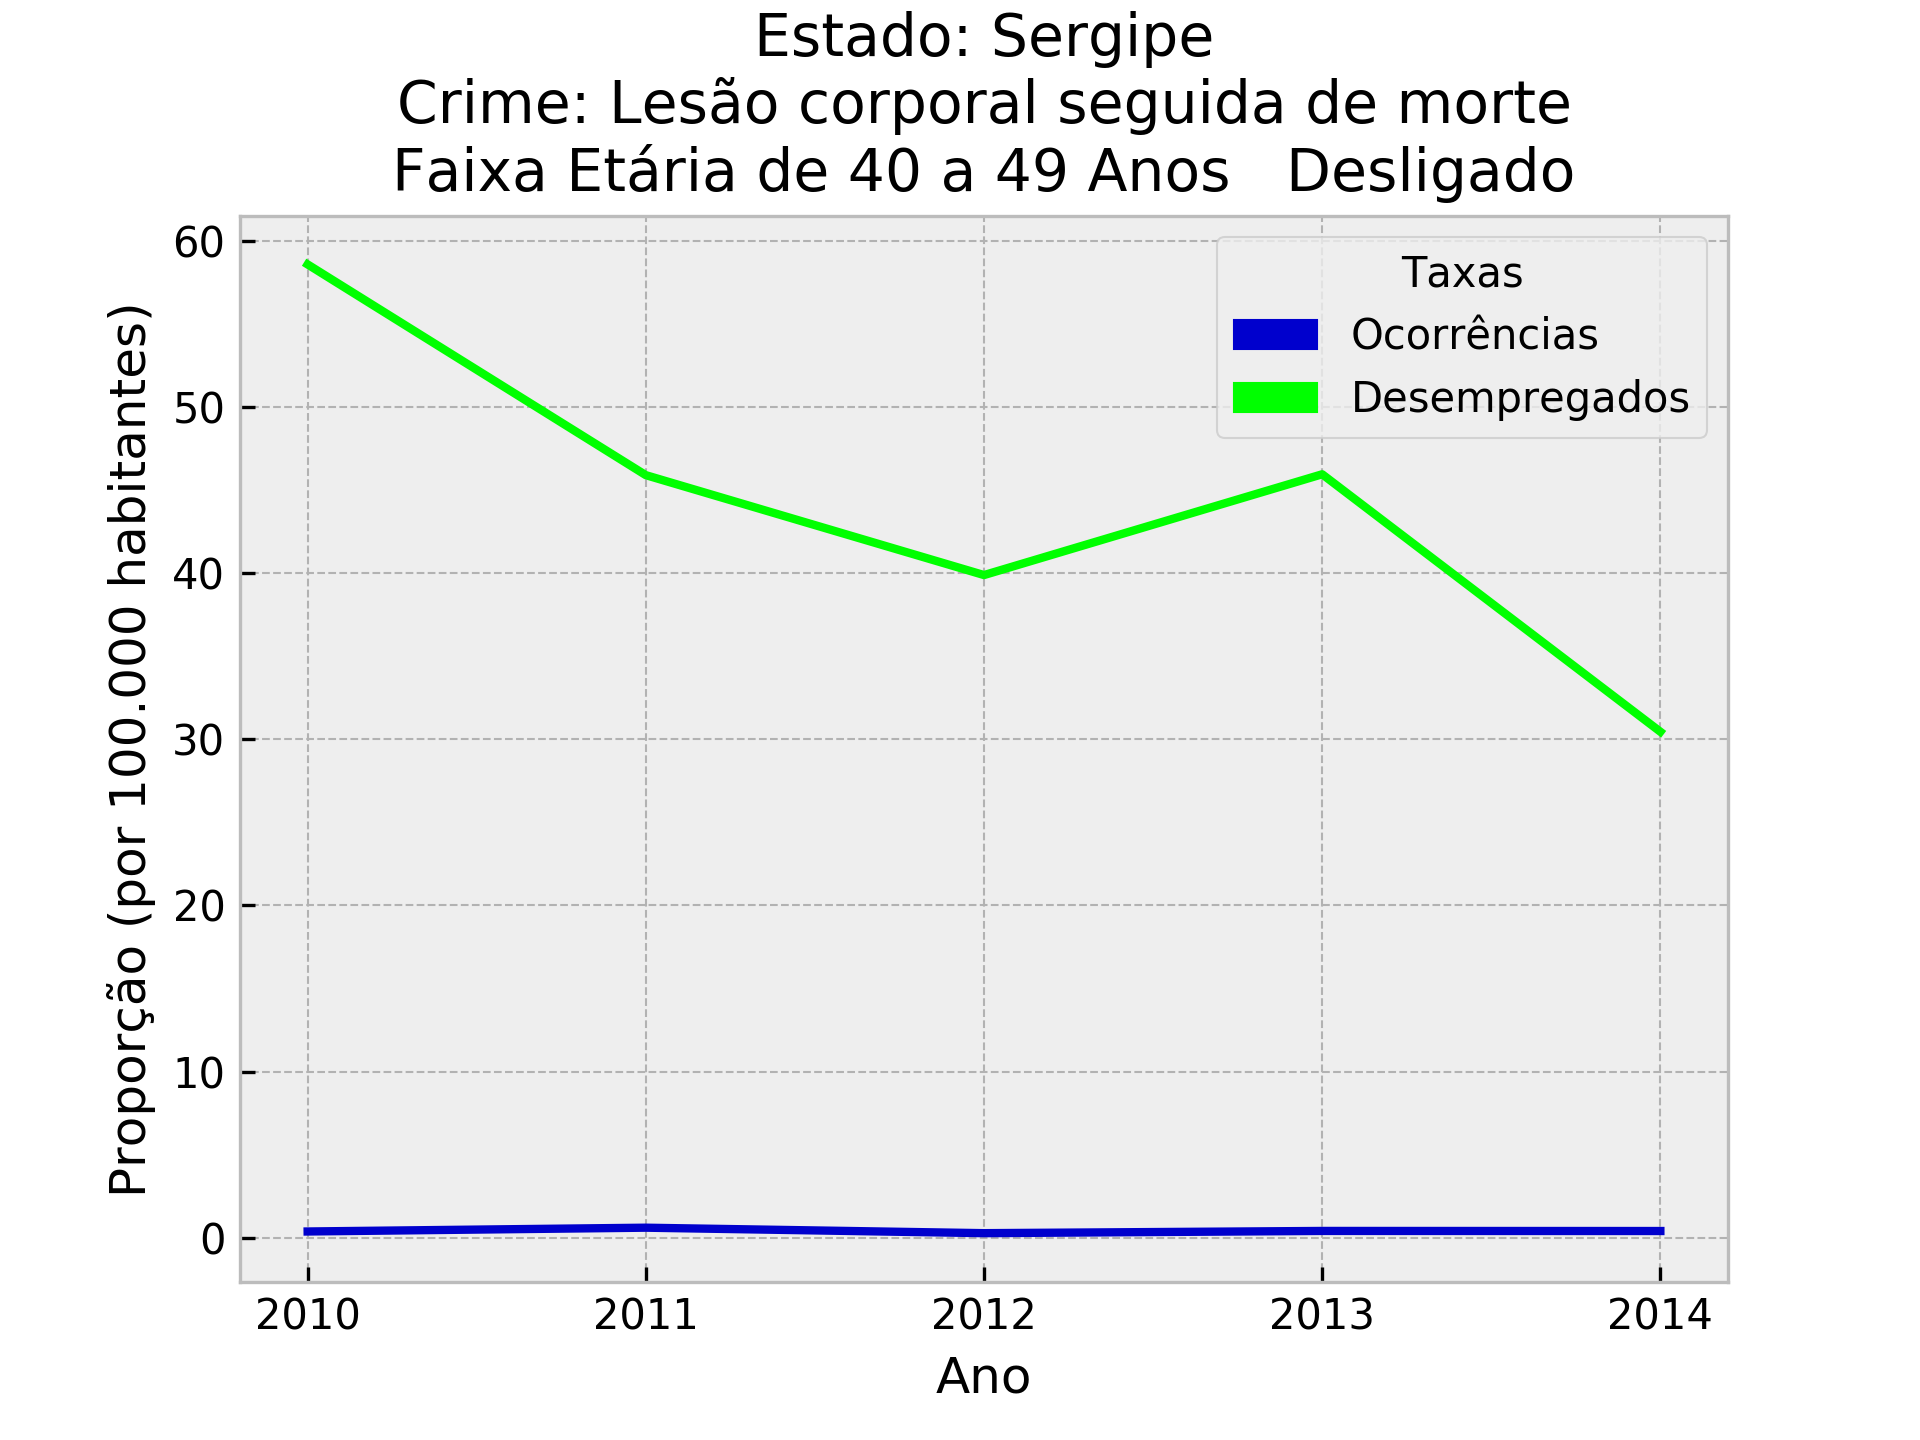 Estado: Sergipe
Crime: Lesão corporal seguida de morte
Faixa Etária de 40 a 49 Anos   Desligado
Taxas
Ocorrências
Desempregados
Proporção (por 100.000 habitantes)
60
50
40
30
20
10
0
2010 2011 2012 2013 2014
Ano